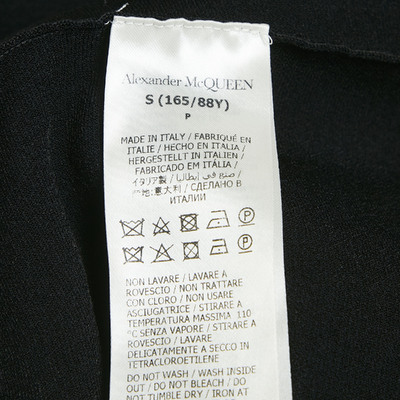 Alexander McQUEEN
S (165/88Y)
P
MADE IN ITALY / FABRIQUÉ EN
ITALIE / HECHO EN ITALIA /
HERGESTELLT IN ITALIEN /
FABRICADO EM ITÁLIA /
イタリア製 / صنع في إيطاليا /
产地:意大利 / СДЕЛАНО В
ИТАЛИИ
P
P
NON LAVARE / LAVARE A
ROVESCIO / NON TRATTARE
CON CLORO / NON USARE
ASCIUGATRICE / STIRARE A
TEMPERATURA MASSIMA 110
°C SENZA VAPORE / STIRARE A
ROVESCIO / LAVARE
DELICATAMENTE A SECCO IN
TETRACLOROETILENE
DO NOT WASH / WASH INSIDE
OUT / DO NOT BLEACH / DO
NOT TUMBLE DRY / IRON AT